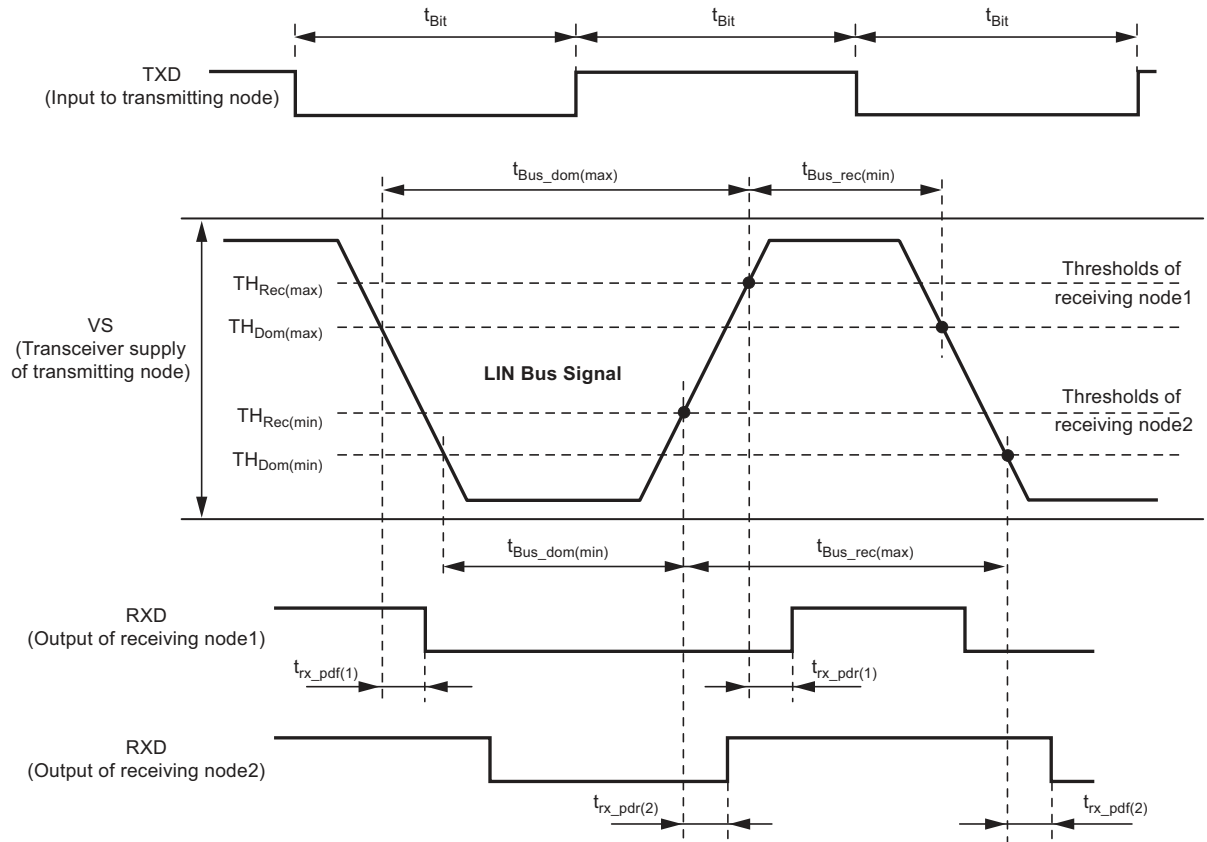 tBit
tBit
tBit
TXD
(Input to transmitting node)
tBus_dom(max)
tBus_rec(min)
THRec(max)
Thresholds of
receiving node1
THDom(max)
VS
(Transceiver supply
of transmitting node)
LIN Bus Signal
THRec(min)
Thresholds of
receiving node2
THDom(min)
tBus_dom(min)
tBus_rec(max)
RXD
(Output of receiving node1)
trx_pdf(1)
trx_pdr(1)
RXD
(Output of receiving node2)
trx_pdr(2)
trx_pdf(2)